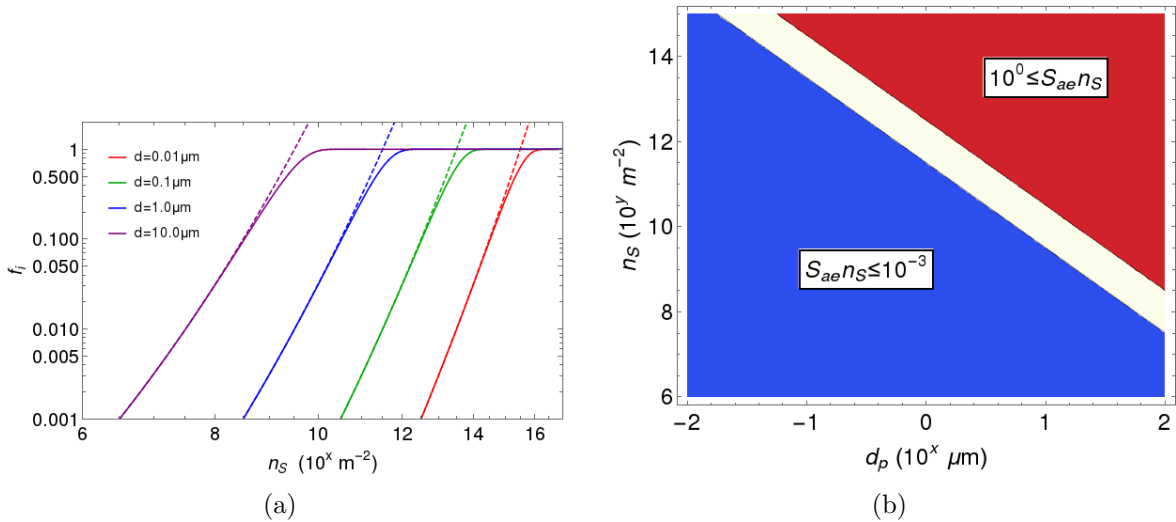 d=0.01μm
d=0.1μm
d=1.0μm
d=10.0μm
1
0.500
0.100
0.050
0.010
0.005
0.001
f_i
6 8 10 12 14 16
n_S (10^x m^-2)
(a)
14
12
10
8
6
n_S (10^y m^-2)
10^0≤S_ae n_S
S_ae n_S≤10^-3
−2 −1 0 1 2
d_p (10^x μm)
(b)